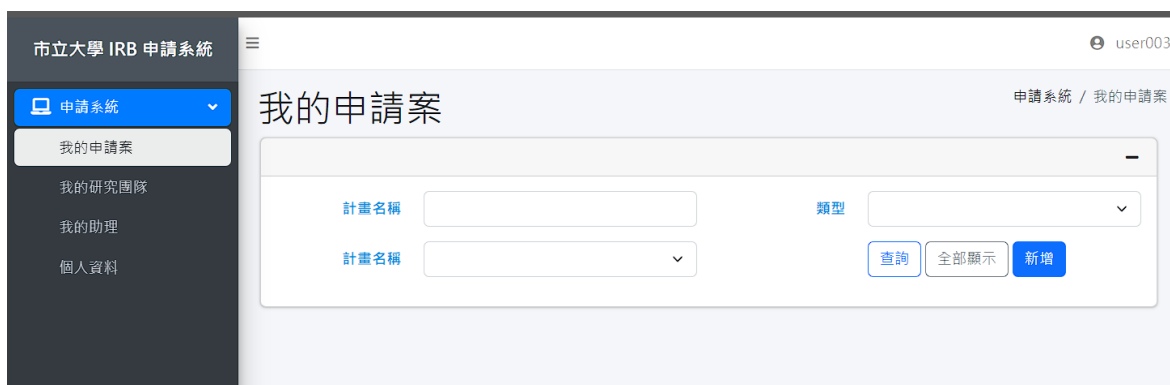 市立大學 IRB 申請系統
user003
申請系統
我的申請案
我的研究團隊
我的助理
個人資料
我的申請案
申請系統 / 我的申請案
計畫名稱
類型
計畫名稱
查詢 全部顯示 新增